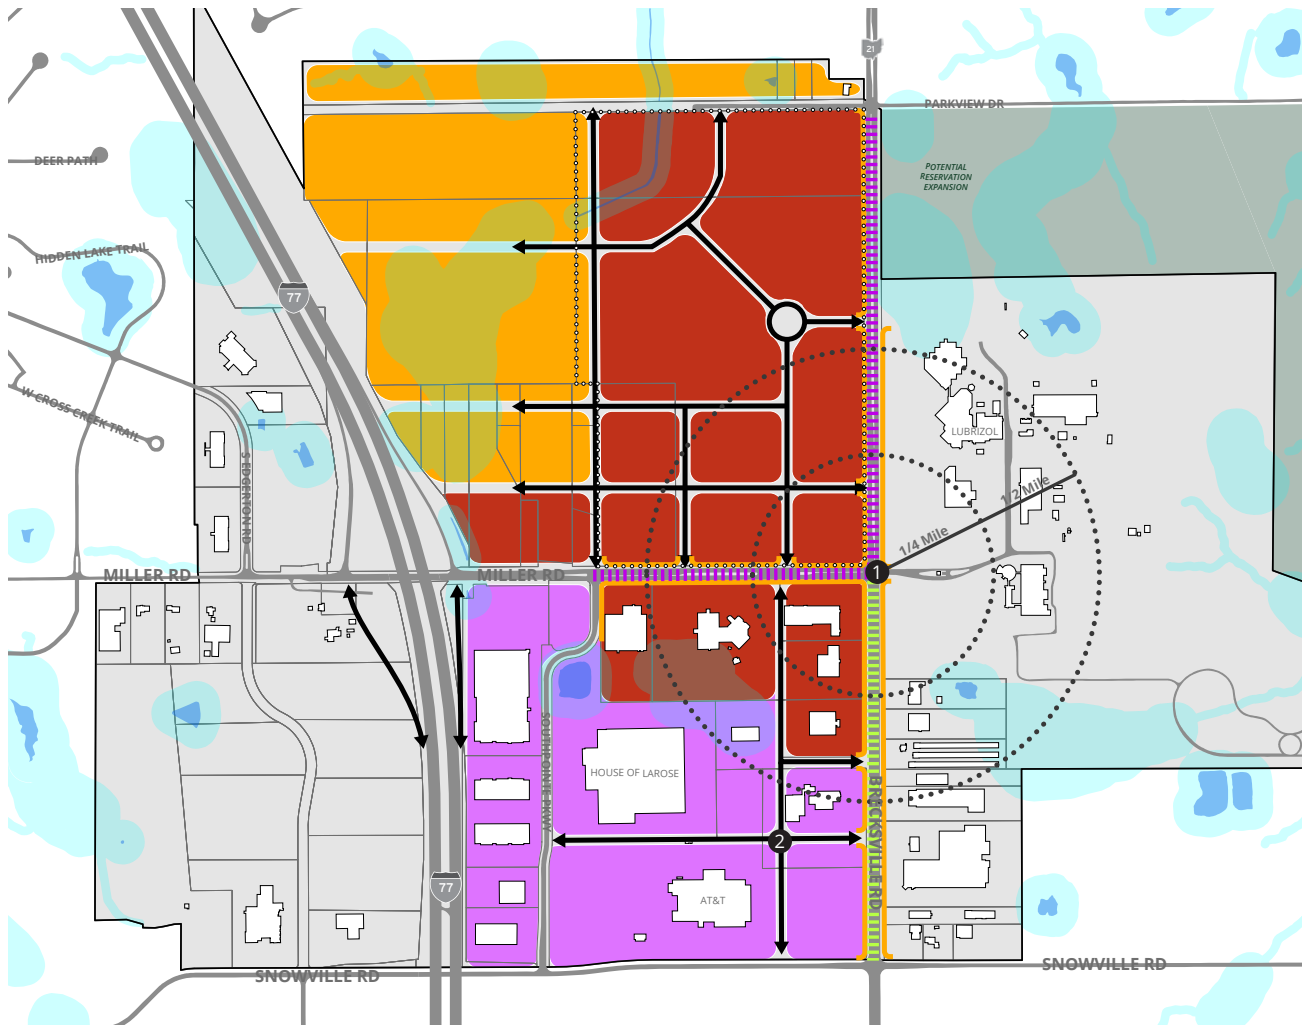 21
PARKVIEW DR
DEER PATH
POTENTIAL
RESERVATION
EXPANSION
HIDDEN LAKE TRAIL
77
W CROSS CREEK TRAIL
S EDGERTON RD
LUBRIZOL
1/2 Mile
1/4 Mile
MILLER RD
MILLER RD
1
SOUTHPOINTE PKWY
HOUSE OF LAROSE
BRECKSVILLE RD
2
77
AT&T
SNOWVILLE RD
SNOWVILLE RD